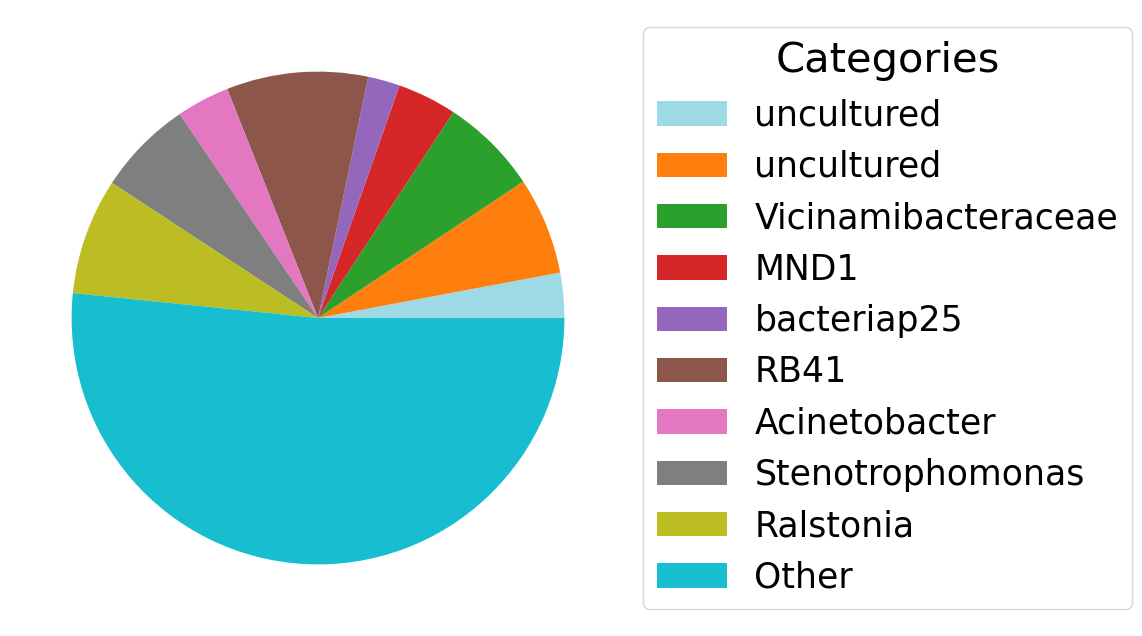 Categories
uncultured
uncultured
Vicinamibacteraceae
MND1
bacteriap25
RB41
Acinetobacter
Stenotrophomonas
Ralstonia
Other